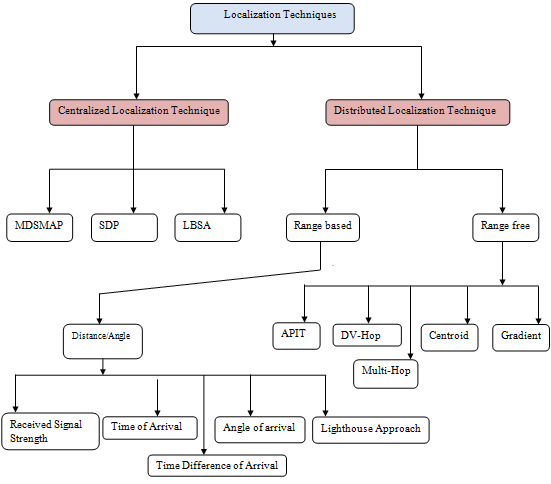 Localization Techniques
Centralized Localization Technique
Distributed Localization Technique
MDSMAP
SDP
LBSA
Range based
Range free
Distance/Angle
APIT
DV-Hop
Centroid
Gradient
Multi-Hop
Received Signal
Strength
Time of Arrival
Angle of arrival
Lighthouse Approach
Time Difference of Arrival